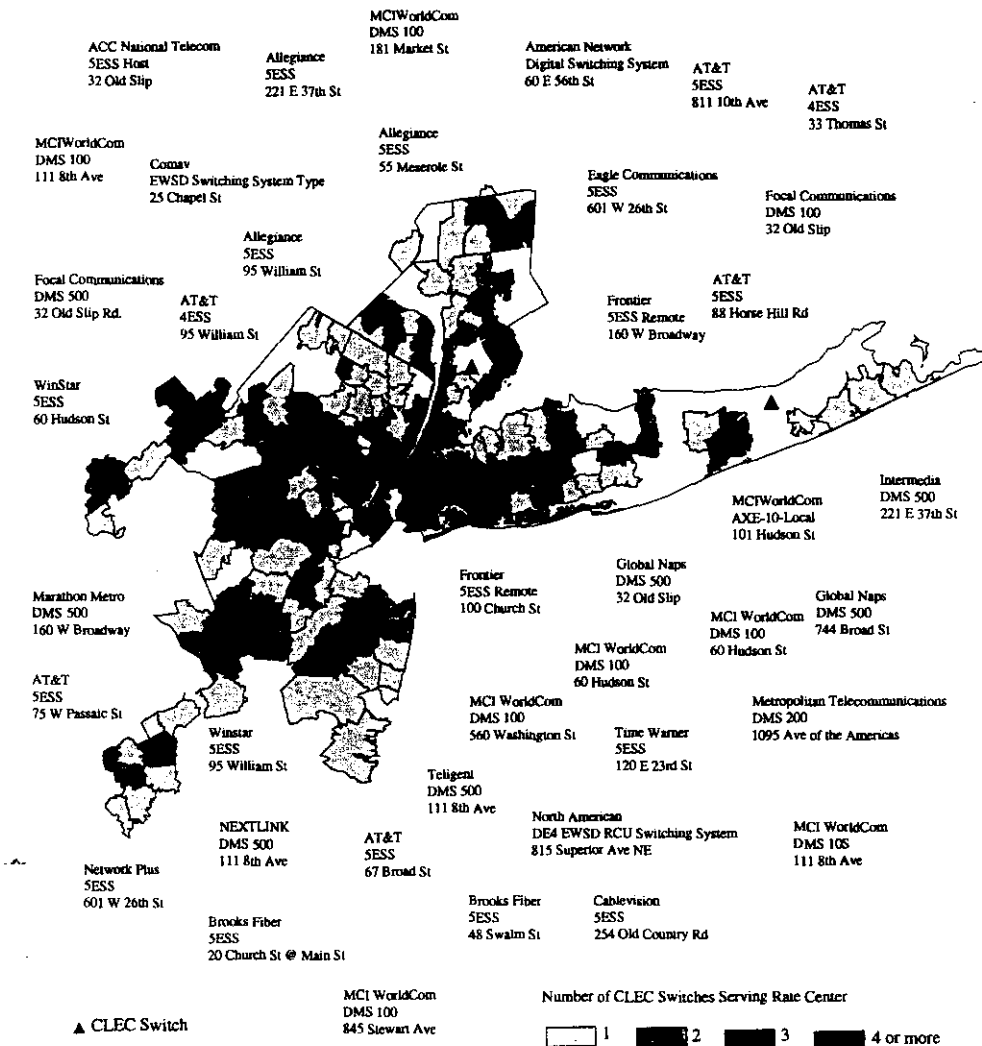 MCIWorldCom
DMS 100
181 Market St
ACC National Telecom
5ESS Host
32 Old Slip
Allegiance
5ESS
221 E 37th St
American Network
Digital Switching System
60 E 56th St
AT&T
5ESS
811 10th Ave
AT&T
4ESS
33 Thomas St
MCIWorldCom
DMS 100
111 8th Ave
Comav
EWSD Switching System Type
25 Chapel St
Allegiance
5ESS
55 Meserole St
Eagle Communications
5ESS
601 W 26th St
Focal Communications
DMS 100
32 Old Slip
Allegiance
5ESS
95 William St
Focal Communications
DMS 500
32 Old Slip Rd.
AT&T
4ESS
95 William St
Frontier
5ESS Remote
160 W Broadway
AT&T
5ESS
88 Horse Hill Rd
WinStar
5ESS
60 Hudson St
MCIWorldCom
AXE-10-Local
101 Hudson St
Intermedia
DMS 500
221 E 37th St
Marathon Metro
DMS 500
160 W Broadway
Frontier
5ESS Remote
100 Church St
Global Naps
DMS 500
32 Old Slip
MCI WorldCom
DMS 100
60 Hudson St
Global Naps
DMS 500
744 Broad St
MCI WorldCom
DMS 100
60 Hudson St
AT&T
5ESS
75 W Passaic St
Winstar
5ESS
95 William St
MCI WorldCom
DMS 100
560 Washington St
Time Warner
5ESS
120 E 23rd St
Metropolitan Telecommunications
DMS 200
1095 Ave of the Americas
Teligent
DMS 500
111 8th Ave
NEXTLINK
DMS 500
111 8th Ave
AT&T
5ESS
67 Broad St
North American
DE4 EWSD RCU Switching System
815 Superior Ave NE
MCI WorldCom
DMS 10S
111 8th Ave
Network Plus
5ESS
601 W 26th St
Brooks Fiber
5ESS
20 Church St @ Main St
Brooks Fiber
5ESS
48 Swalm St
Cablevision
5ESS
254 Old Country Rd
MCI WorldCom
DMS 100
845 Stewart Ave
▲ CLEC Switch
Number of CLEC Switches Serving Rate Center
1 2 3 4 or more